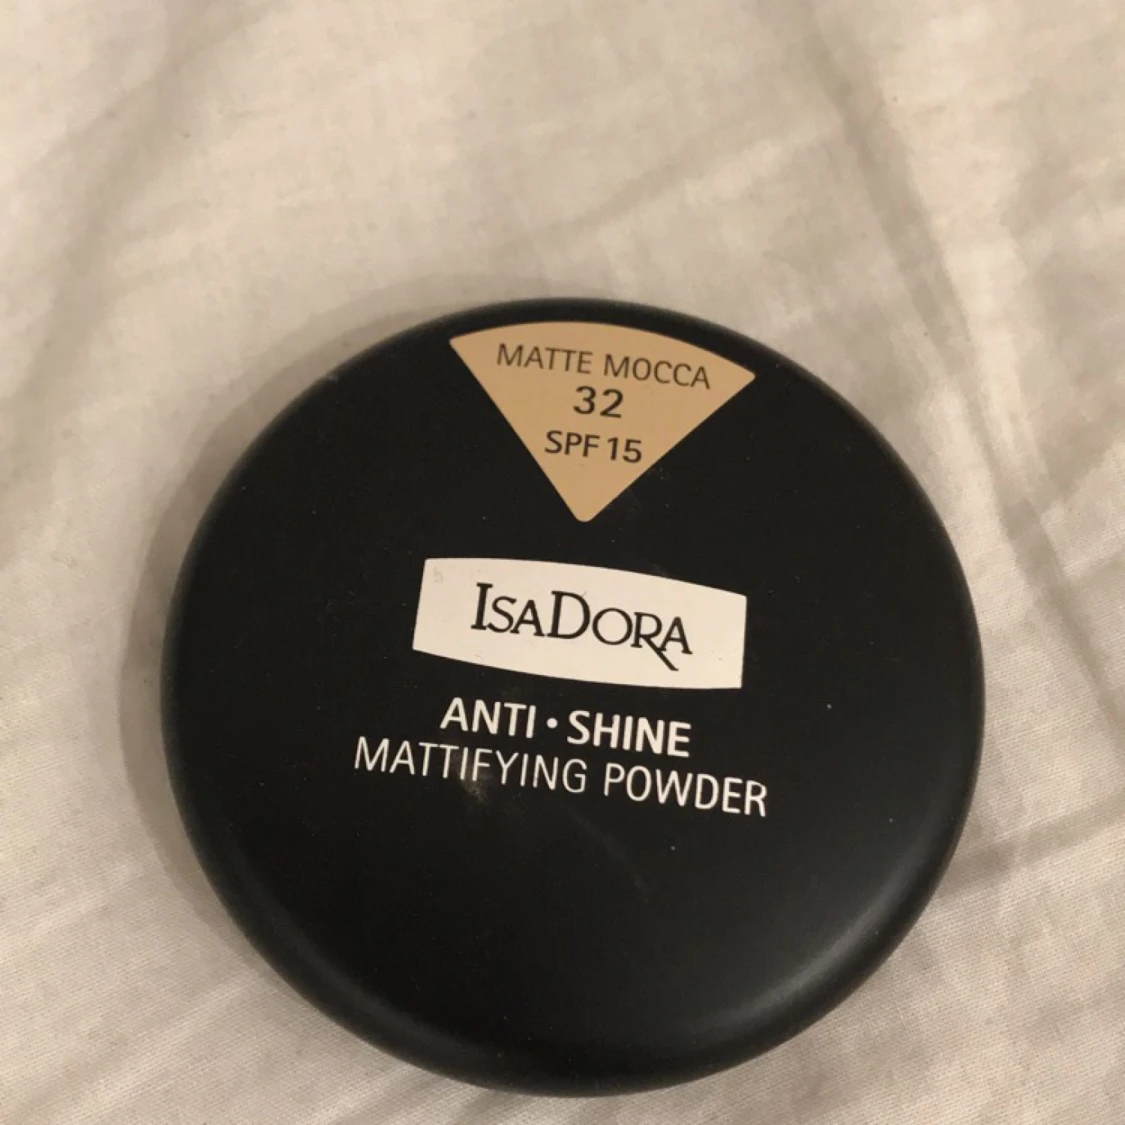 MATTE MOCCA
32
SPF 15
ISADORA
ANTI • SHINE
MATTIFYING POWDER